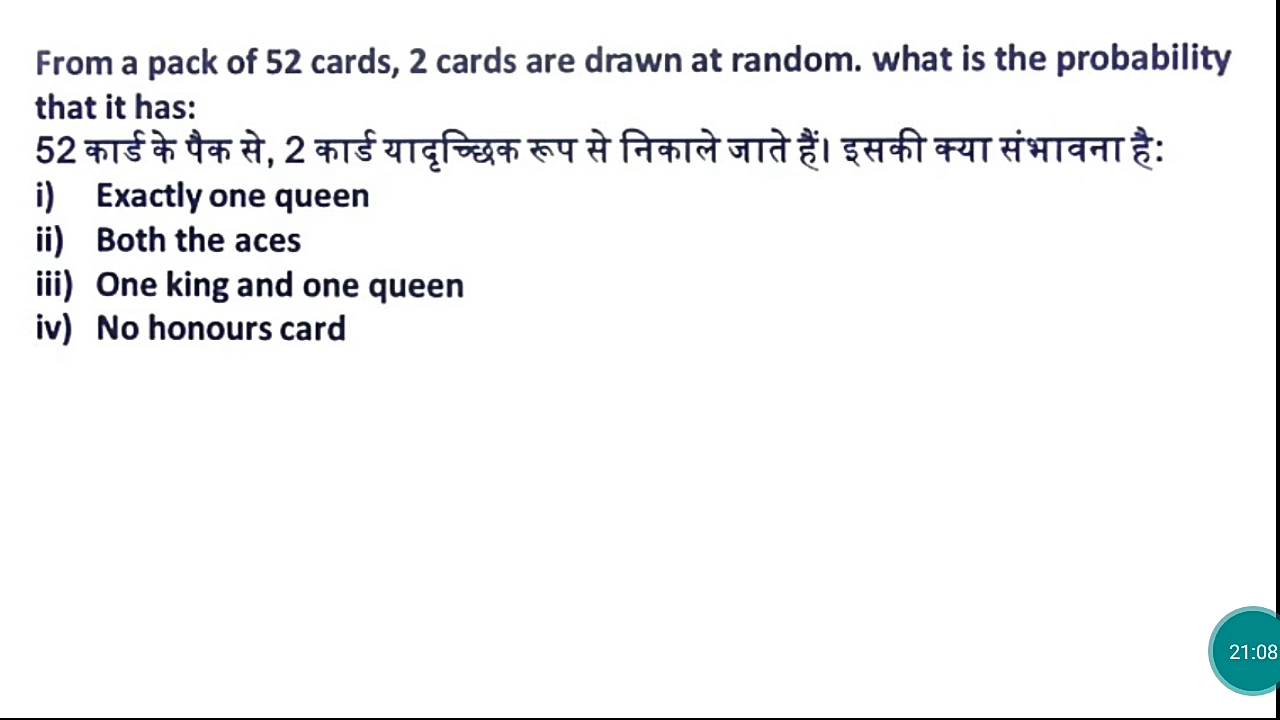 From a pack of 52 cards, 2 cards are drawn at random. what is the probability
that it has:
52 कार्ड के पैक से, 2 कार्ड यादृच्छिक रूप से निकाले जाते हैं। इसकी क्या संभावना है:
i) Exactly one queen
ii) Both the aces
iii) One king and one queen
iv) No honours card
21:08